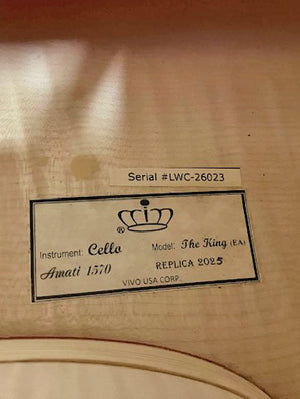 Serial #LWC-26023
®
Instrument: Cello Model: The King (EA)
Amati 1570 REPLICA 2025
VIVO USA CORP.